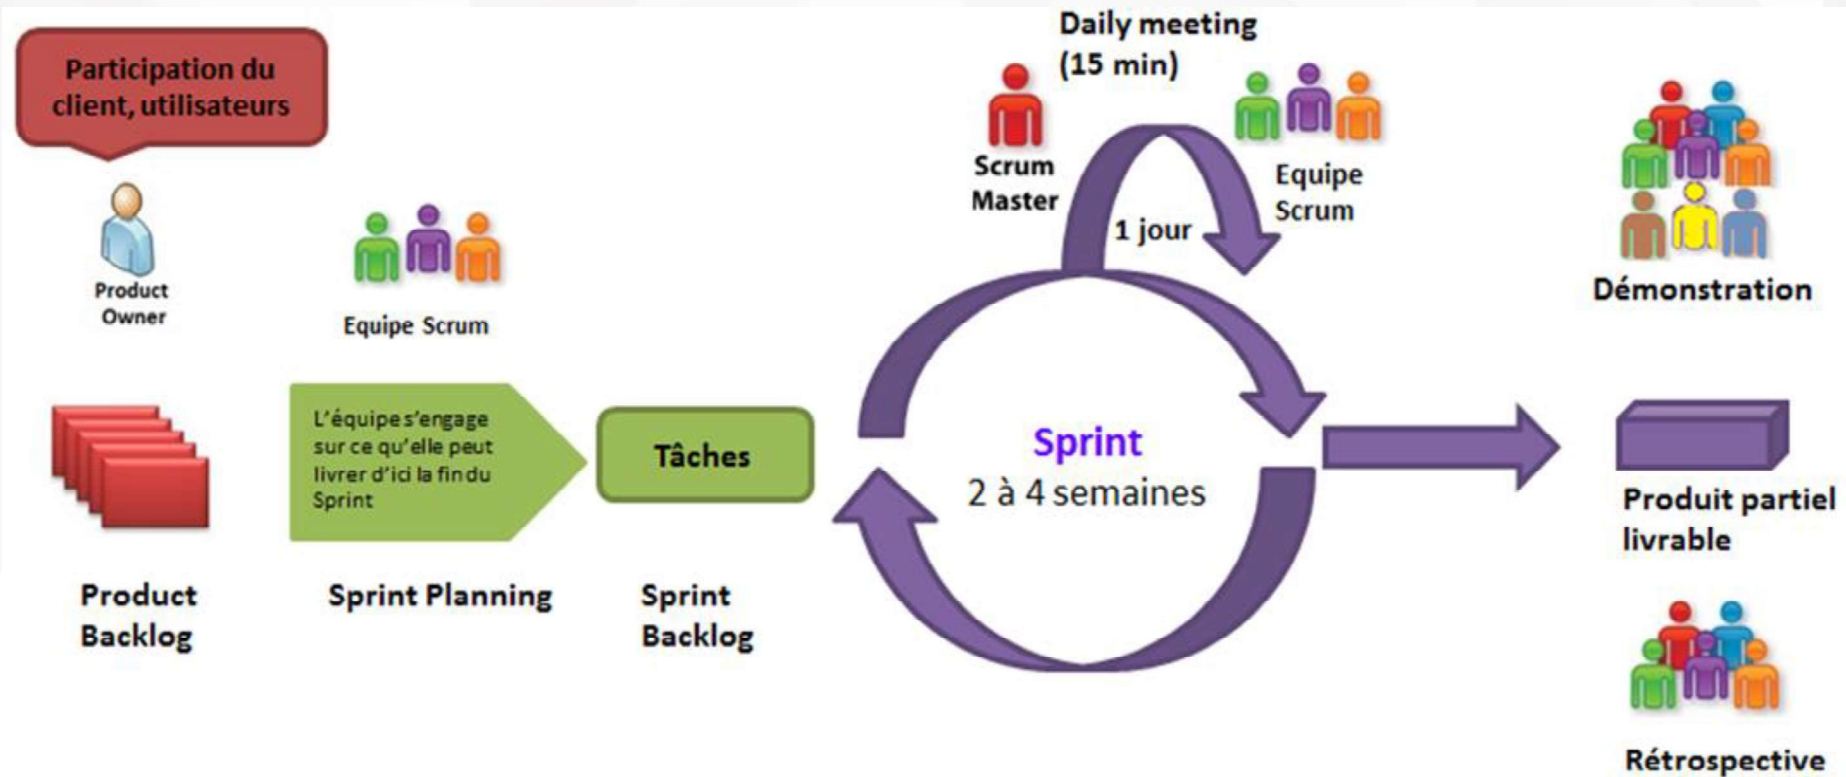 Participation du
client, utilisateurs
Product
Owner
Equipe Scrum
Product
Backlog
L'équipe s'engage
sur ce qu'elle peut
livrer d'ici la fin du
Sprint
Sprint Planning
Tâches
Sprint
Backlog
Daily meeting
(15 min)
Scrum
Master
1 jour
Equipe
Scrum
Sprint
2 à 4 semaines
Démonstration
Produit partiel
livrable
Rétrospective